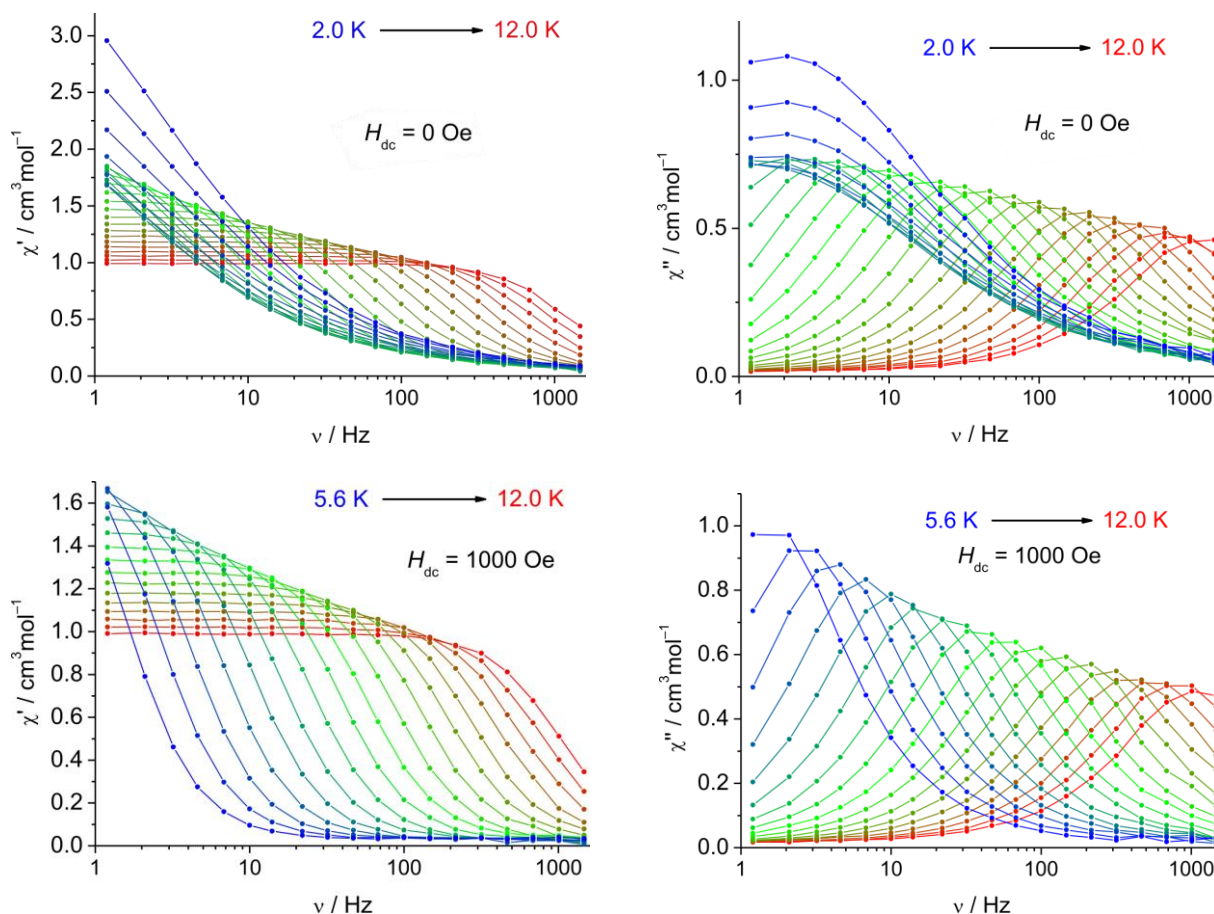 3.0
2.5
2.0
1.5
1.0
0.5
0.0
χ' / cm³mol⁻¹
2.0 K 12.0 K
H_dc = 0 Oe
1 10 100 1000
ν / Hz
1.0
0.5
0.0
χ'' / cm³mol⁻¹
2.0 K 12.0 K
H_dc = 0 Oe
1 10 100 1000
ν / Hz
1.6
1.4
1.2
1.0
0.8
0.6
0.4
0.2
0.0
χ' / cm³mol⁻¹
5.6 K 12.0 K
H_dc = 1000 Oe
1 10 100 1000
ν / Hz
1.0
0.8
0.6
0.4
0.2
0.0
χ'' / cm³mol⁻¹
5.6 K 12.0 K
H_dc = 1000 Oe
1 10 100 1000
ν / Hz